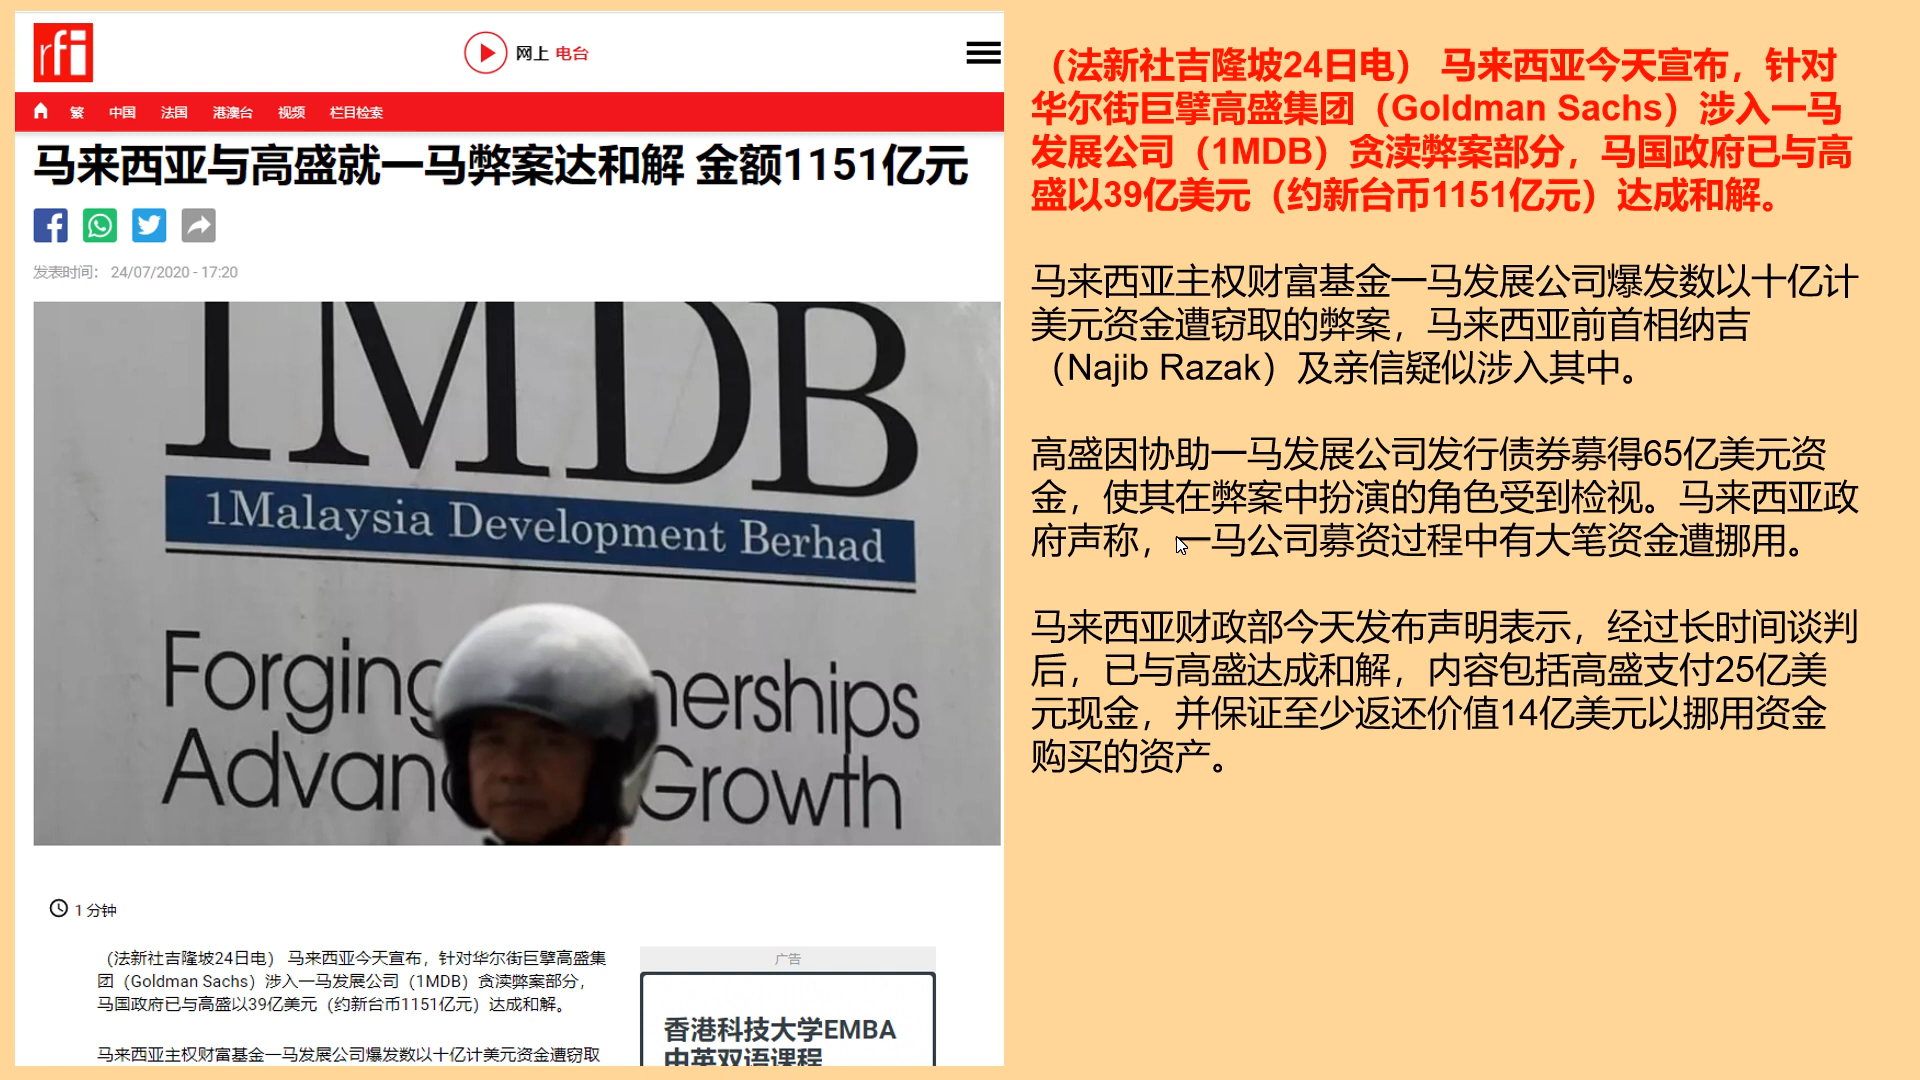 rfi
网上 电台
繁 中国 法国 港澳台 视频 栏目检索
马来西亚与高盛就一马弊案达和解 金额1151亿元
发表时间： 24/07/2020 - 17:20
1MDB
1Malaysia Development Berhad
Forging nerships
Advan Growth
1 分钟
（法新社吉隆坡24日电） 马来西亚今天宣布，针对华尔街巨擘高盛集
团（Goldman Sachs）涉入一马发展公司（1MDB）贪渎弊案部分，
马国政府已与高盛以39亿美元（约新台币1151亿元）达成和解。
马来西亚主权财富基金一马发展公司爆发数以十亿计美元资金遭窃取
广告
香港科技大学EMBA
中英双语课程
（法新社吉隆坡24日电） 马来西亚今天宣布，针对
华尔街巨擘高盛集团（Goldman Sachs）涉入一马
发展公司（1MDB）贪渎弊案部分，马国政府已与高
盛以39亿美元（约新台币1151亿元）达成和解。
马来西亚主权财富基金一马发展公司爆发数以十亿计
美元资金遭窃取的弊案，马来西亚前首相纳吉
（Najib Razak）及亲信疑似涉入其中。
高盛因协助一马发展公司发行债券募得65亿美元资
金，使其在弊案中扮演的角色受到检视。马来西亚政
府声称，一马公司募资过程中有大笔资金遭挪用。
马来西亚财政部今天发布声明表示，经过长时间谈判
后，已与高盛达成和解，内容包括高盛支付25亿美
元现金，并保证至少返还价值14亿美元以挪用资金
购买的资产。